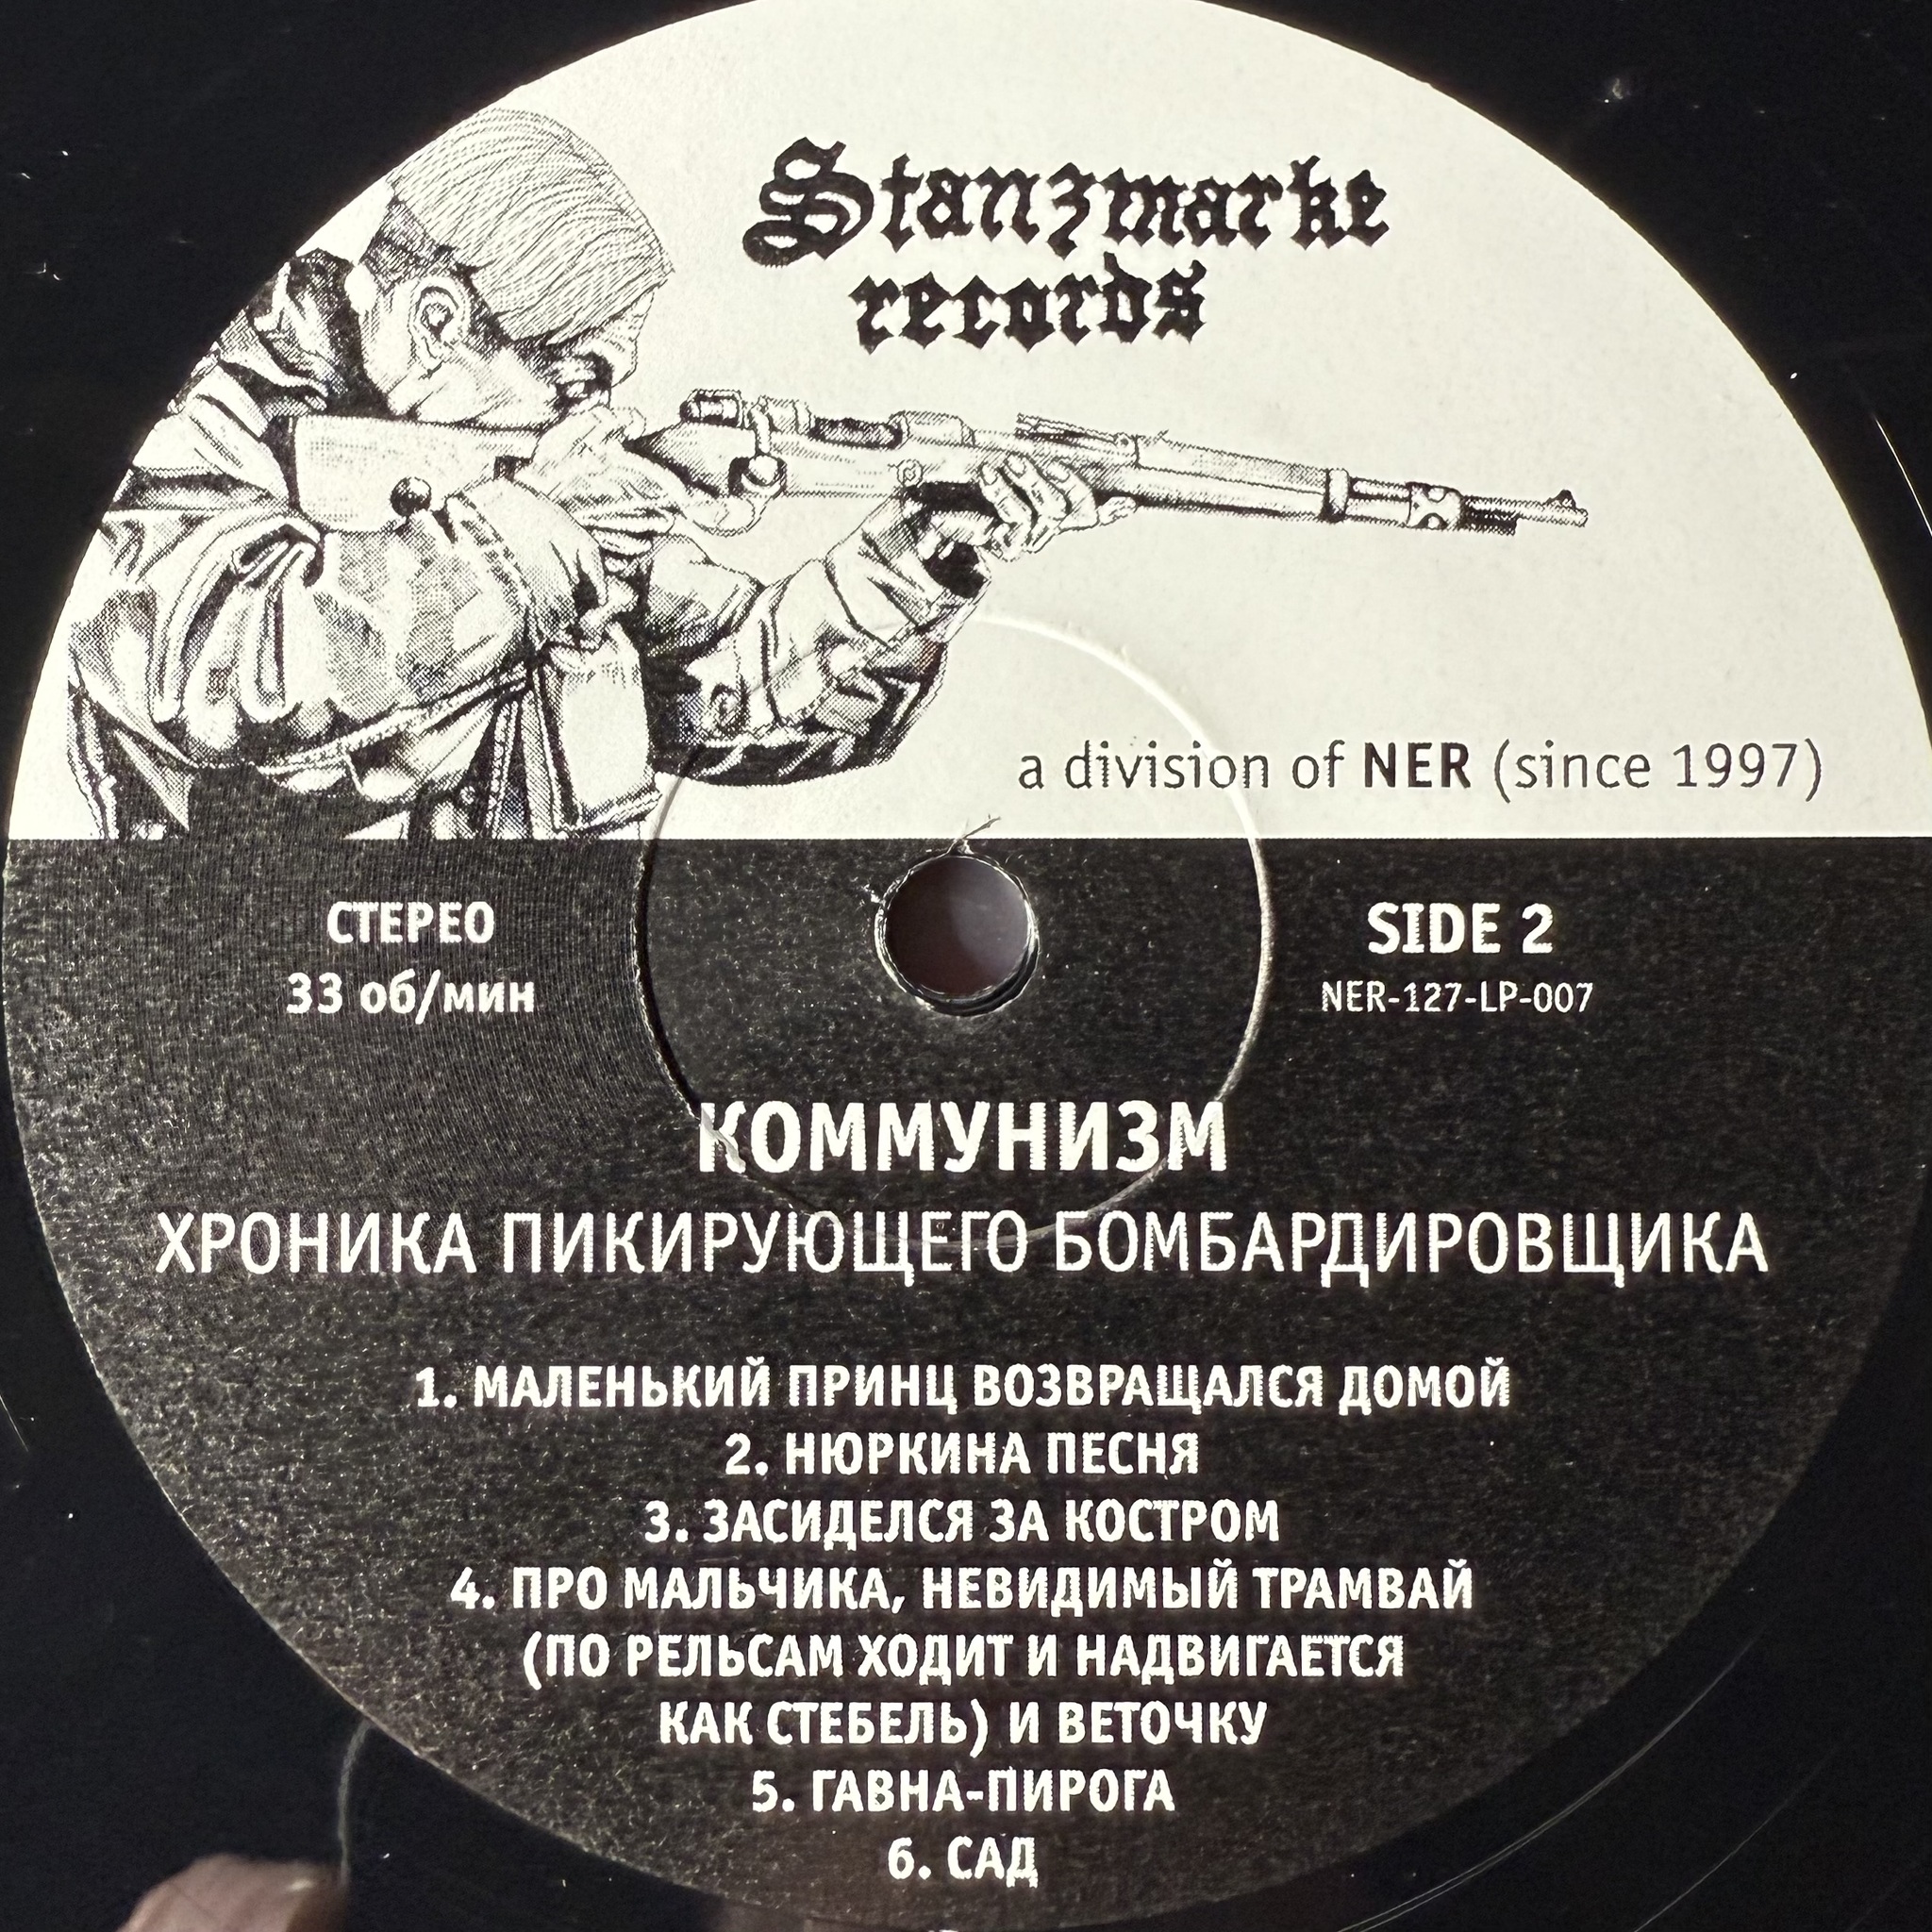 Stanzmarke
records
a division of NER (since 1997)
СТЕРЕО
33 об/мин
SIDE 2
NER-127-LP-007
КОММУНИЗМ
ХРОНИКА ПИКИРУЮЩЕГО БОМБАРДИРОВЩИКА
1. МАЛЕНЬКИЙ ПРИНЦ ВОЗВРАЩАЛСЯ ДОМОЙ
2. НЮРКИНА ПЕСНЯ
3. ЗАСИДЕЛСЯ ЗА КОСТРОМ
4. ПРО МАЛЬЧИКА, НЕВИДИМЫЙ ТРАМВАЙ
(ПО РЕЛЬСАМ ХОДИТ И НАДВИГАЕТСЯ
КАК СТЕБЕЛЬ) И ВЕТОЧКУ
5. ГАВНА-ПИРОГА
6. САД